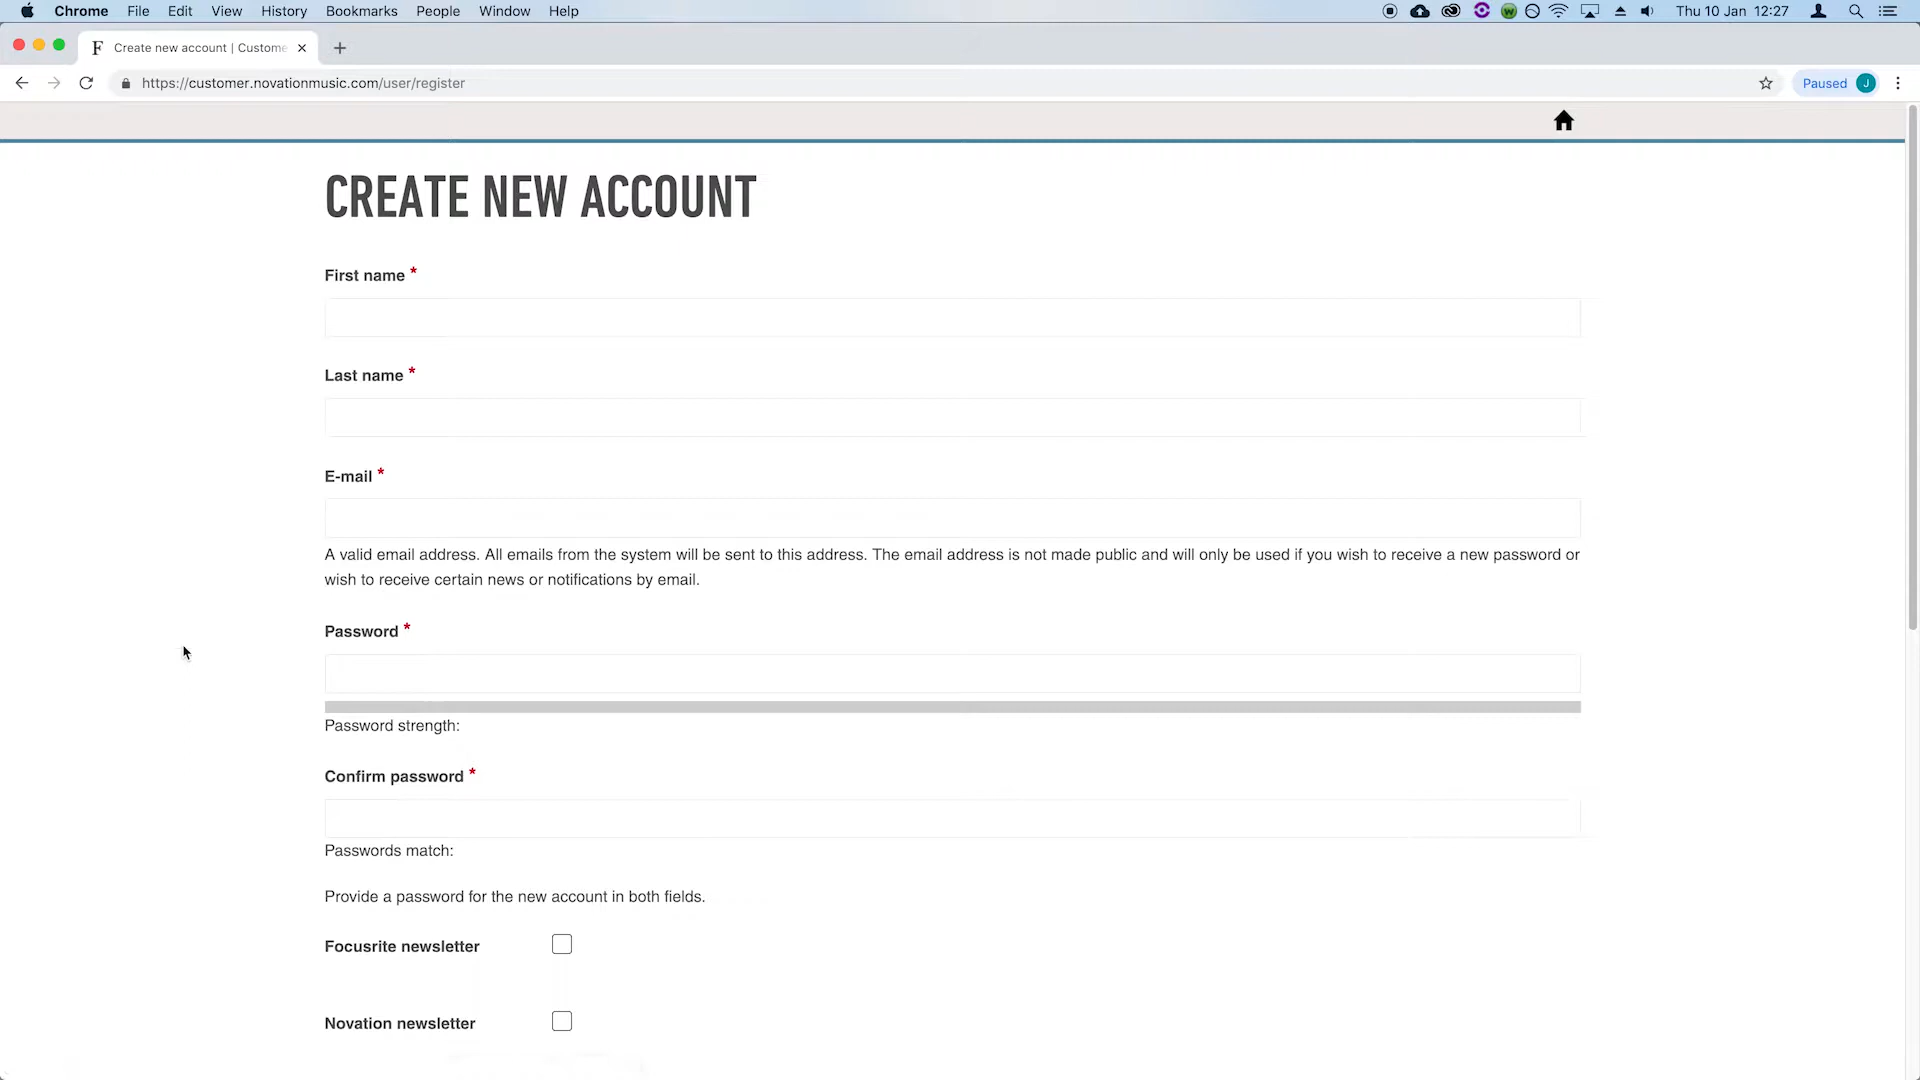 Chrome File Edit View History Bookmarks People Window Help Thu 10 Jan 12:27
F Create new account | Custome
https://customer.novationmusic.com/user/register Paused J
CREATE NEW ACCOUNT
First name *
Last name *
E-mail *
A valid email address. All emails from the system will be sent to this address. The email address is not made public and will only be used if you wish to receive a new password or
wish to receive certain news or notifications by email.
Password *
Password strength:
Confirm password *
Passwords match:
Provide a password for the new account in both fields.
Focusrite newsletter
Novation newsletter